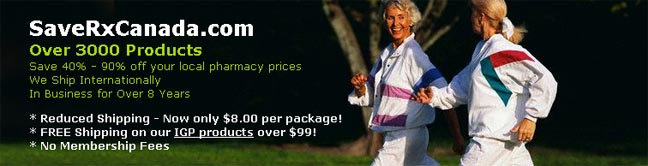 SaveRxCanada.com
Over 3000 Products
Save 40% - 90% off your local pharmacy prices
We Ship Internationally
In Business for Over 8 Years
* Reduced Shipping - Now only $8.00 per package!
* FREE Shipping on our IGP products over $99!
* No Membership Fees